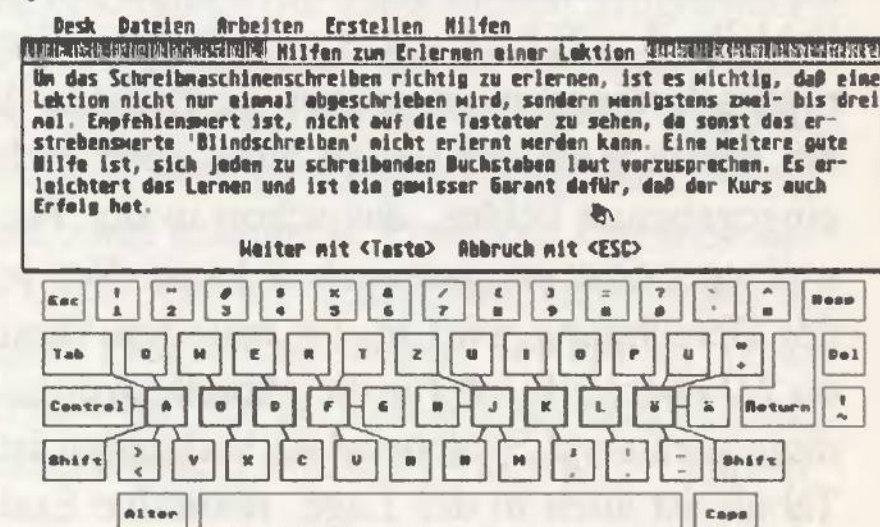 Desk Dateien Arbeiten Erstellen Hilfen
Hilfen zum Erlernen einer Lektion
Um das Schreibmaschinenschreiben richtig zu erlernen, ist es wichtig, daß eine
Lektion nicht nur einmal abgeschrieben wird, sondern wenigstens zwei- bis drei
mal. Empfehlenswert ist, nicht auf die Tastatur zu sehen, da sonst das er-
strebenswerte 'Blindschreiben' nicht erlernt werden kann. Eine weitere gute
Hilfe ist, sich jeden zu schreibenden Buchstaben laut vorzusprechen. Es er-
leichtert das Lernen und ist ein gewisser Garant dafür, daß der Kurs auch
Erfolg hat.
Weiter mit <Taste> Abbruch mit <ESC>
Esc ! " $ % & / ( ) = ? ^
1 2 3 4 5 6 7 9
Tab W E R T Z U I O P +
Control A D F G H J K L Return Del
Shift > < X C Shift
Alter Caps